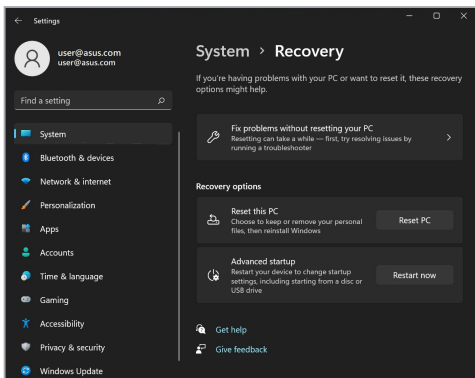 Settings
user@asus.com
user@asus.com
Find a setting
System
Bluetooth & devices
Network & internet
Personalization
Apps
Accounts
Time & language
Gaming
Accessibility
Privacy & security
Windows Update
System > Recovery
If you're having problems with your PC or want to reset it, these recovery
options might help.
Fix problems without resetting your PC
Resetting can take a while — first, try resolving issues by
running a troubleshooter
Recovery options
Reset this PC
Choose to keep or remove your personal
files, then reinstall Windows
Reset PC
Advanced startup
Restart your device to change startup
settings, including starting from a disc or
USB drive
Restart now
Get help
Give feedback